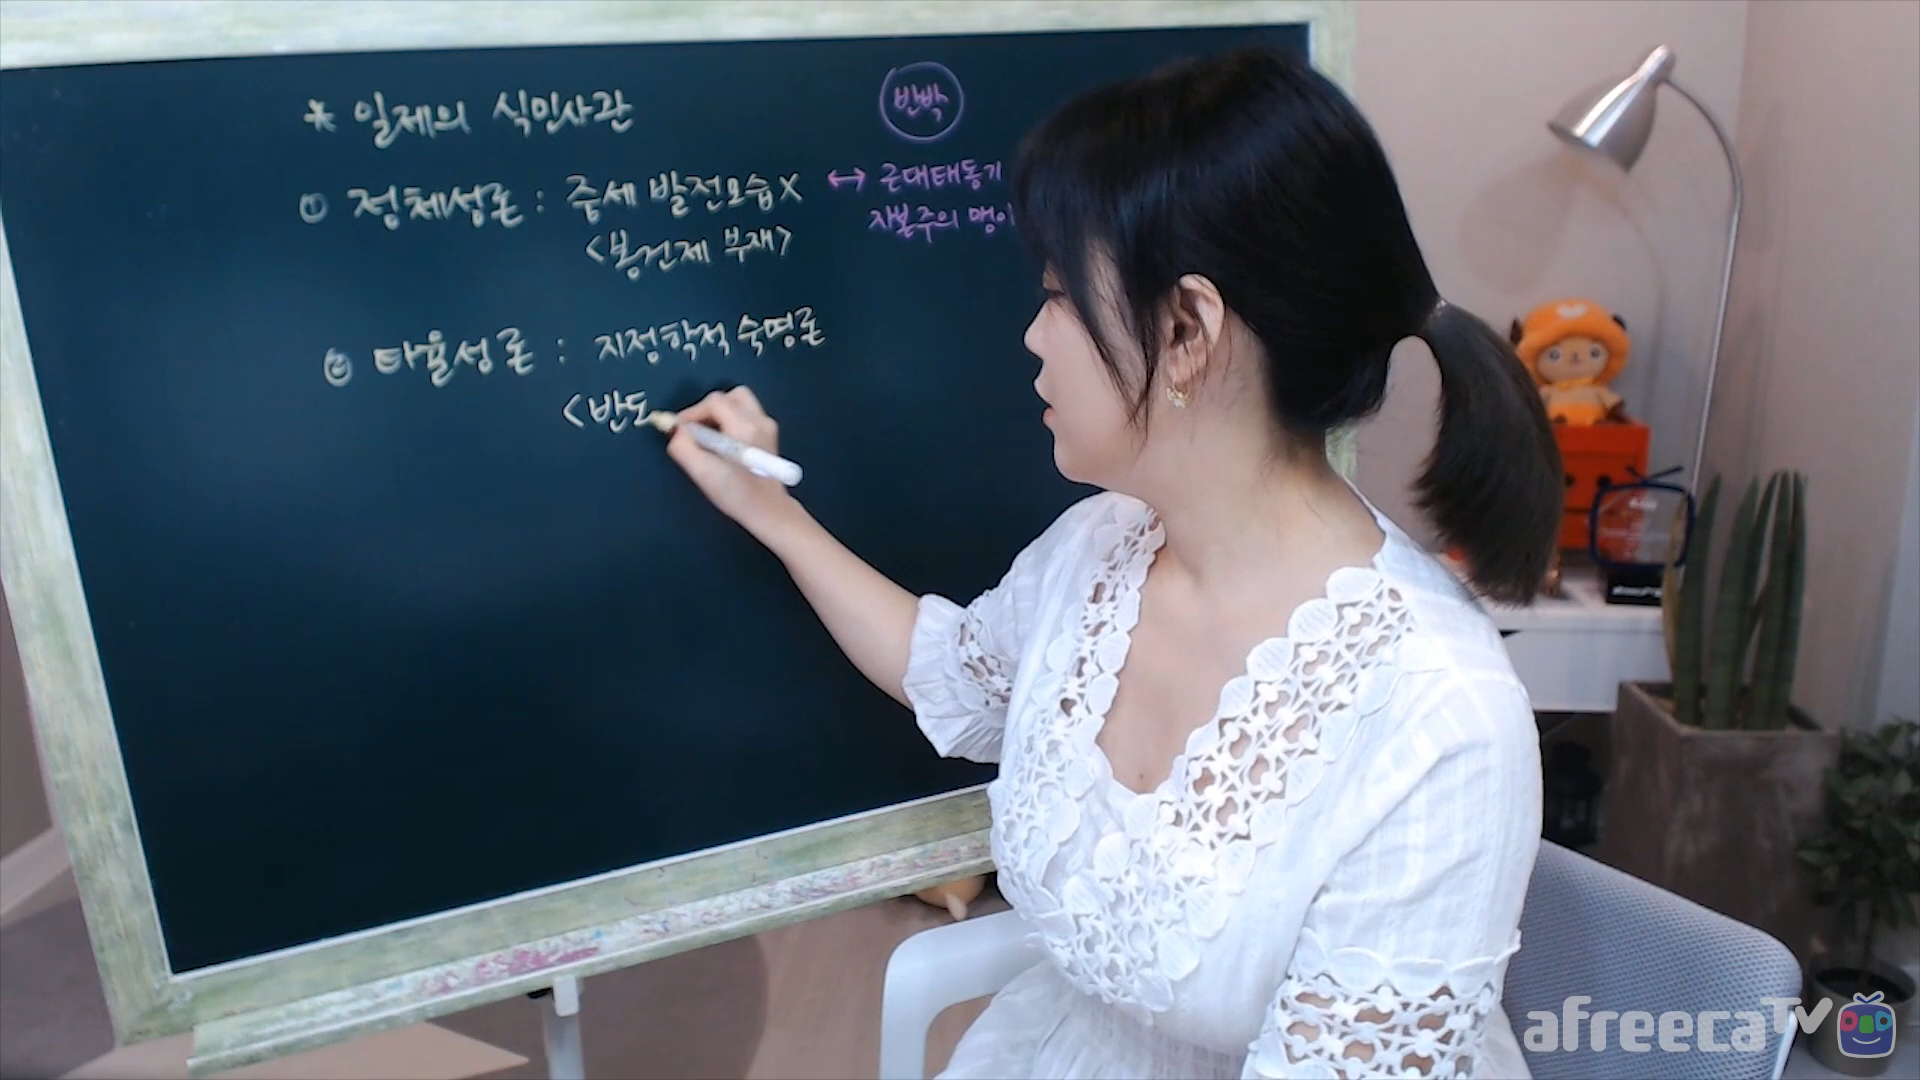 * 일제의 식민사관
반박
① 정체성론 : 중세 발전모습 X ↔ 근대태동기
<봉건제 부재> 자본주의 맹아
② 타율성론 : 지정학적 숙명론
<반도
afreecaTV